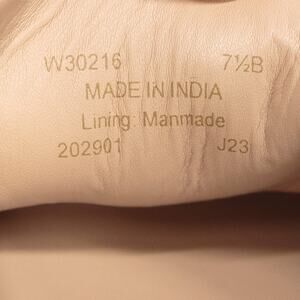 W30216 7½B
MADE IN INDIA
Lining: Manmade
202901 J23